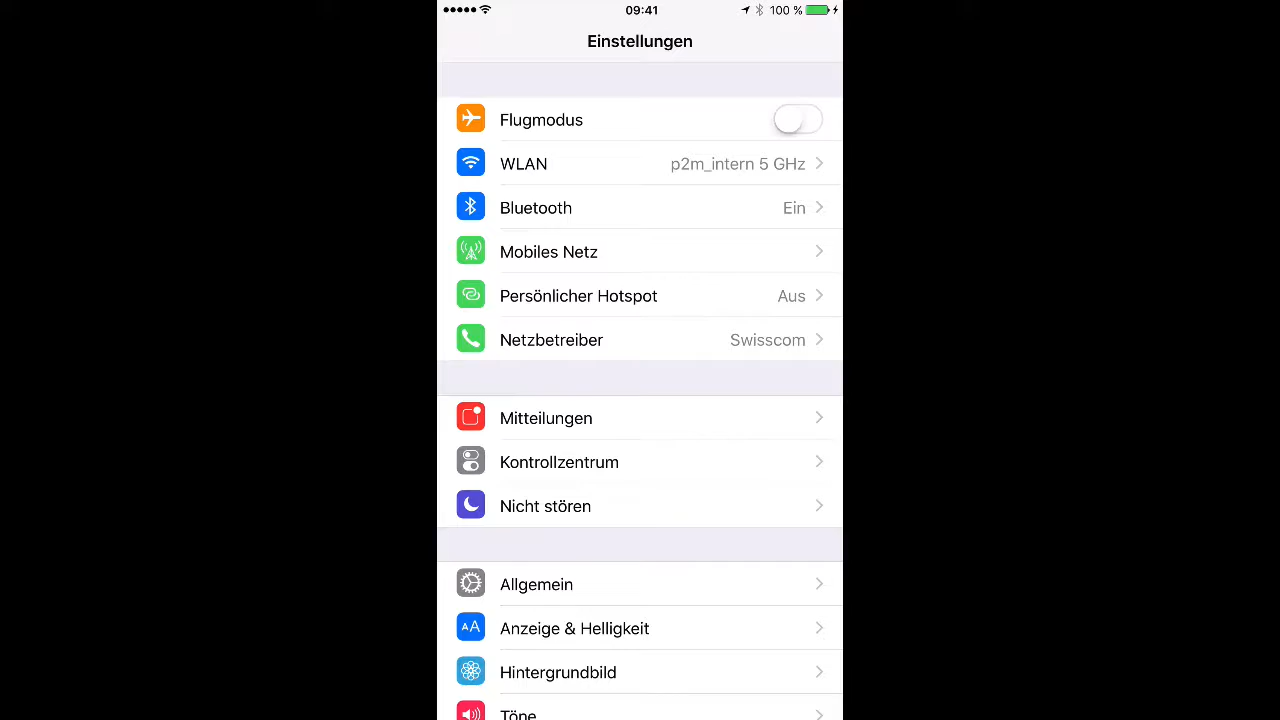 09:41
100 %
Einstellungen
Flugmodus
WLAN p2m_intern 5 GHz
Bluetooth Ein
Mobiles Netz
Persönlicher Hotspot Aus
Netzbetreiber Swisscom
Mitteilungen
Kontrollzentrum
Nicht stören
Allgemein
AA Anzeige & Helligkeit
Hintergrundbild
Töne